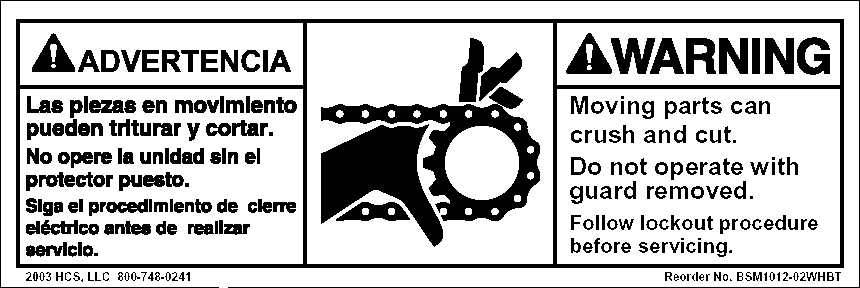 ADVERTENCIA
Las piezas en movimiento
pueden triturar y cortar.
No opere la unidad sin el
protector puesto.
Siga el procedimiento de cierre
eléctrico antes de realizar
servicio.
WARNING
Moving parts can
crush and cut.
Do not operate with
guard removed.
Follow lockout procedure
before servicing.
2003 HCS, LLC 800-748-0241
Reorder No. BSM1012-02WHBT